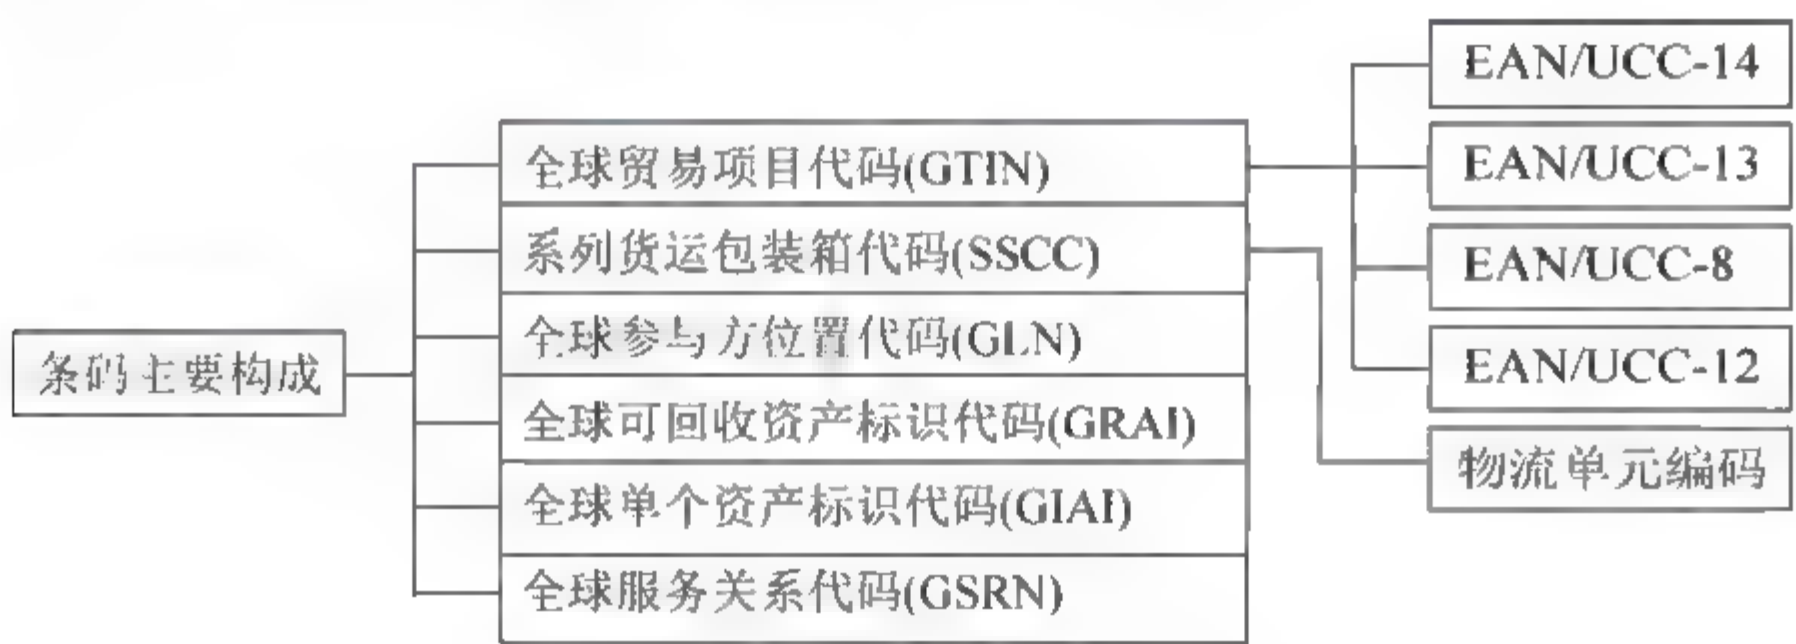 条码主要构成
全球贸易项目代码(GTIN)
系列货运包装箱代码(SSCC)
全球参与方位置代码(GLN)
全球可回收资产标识代码(GRAI)
全球单个资产标识代码(GIAI)
全球服务关系代码(GSRN)
EAN/UCC-14
EAN/UCC-13
EAN/UCC-8
EAN/UCC-12
物流单元编码